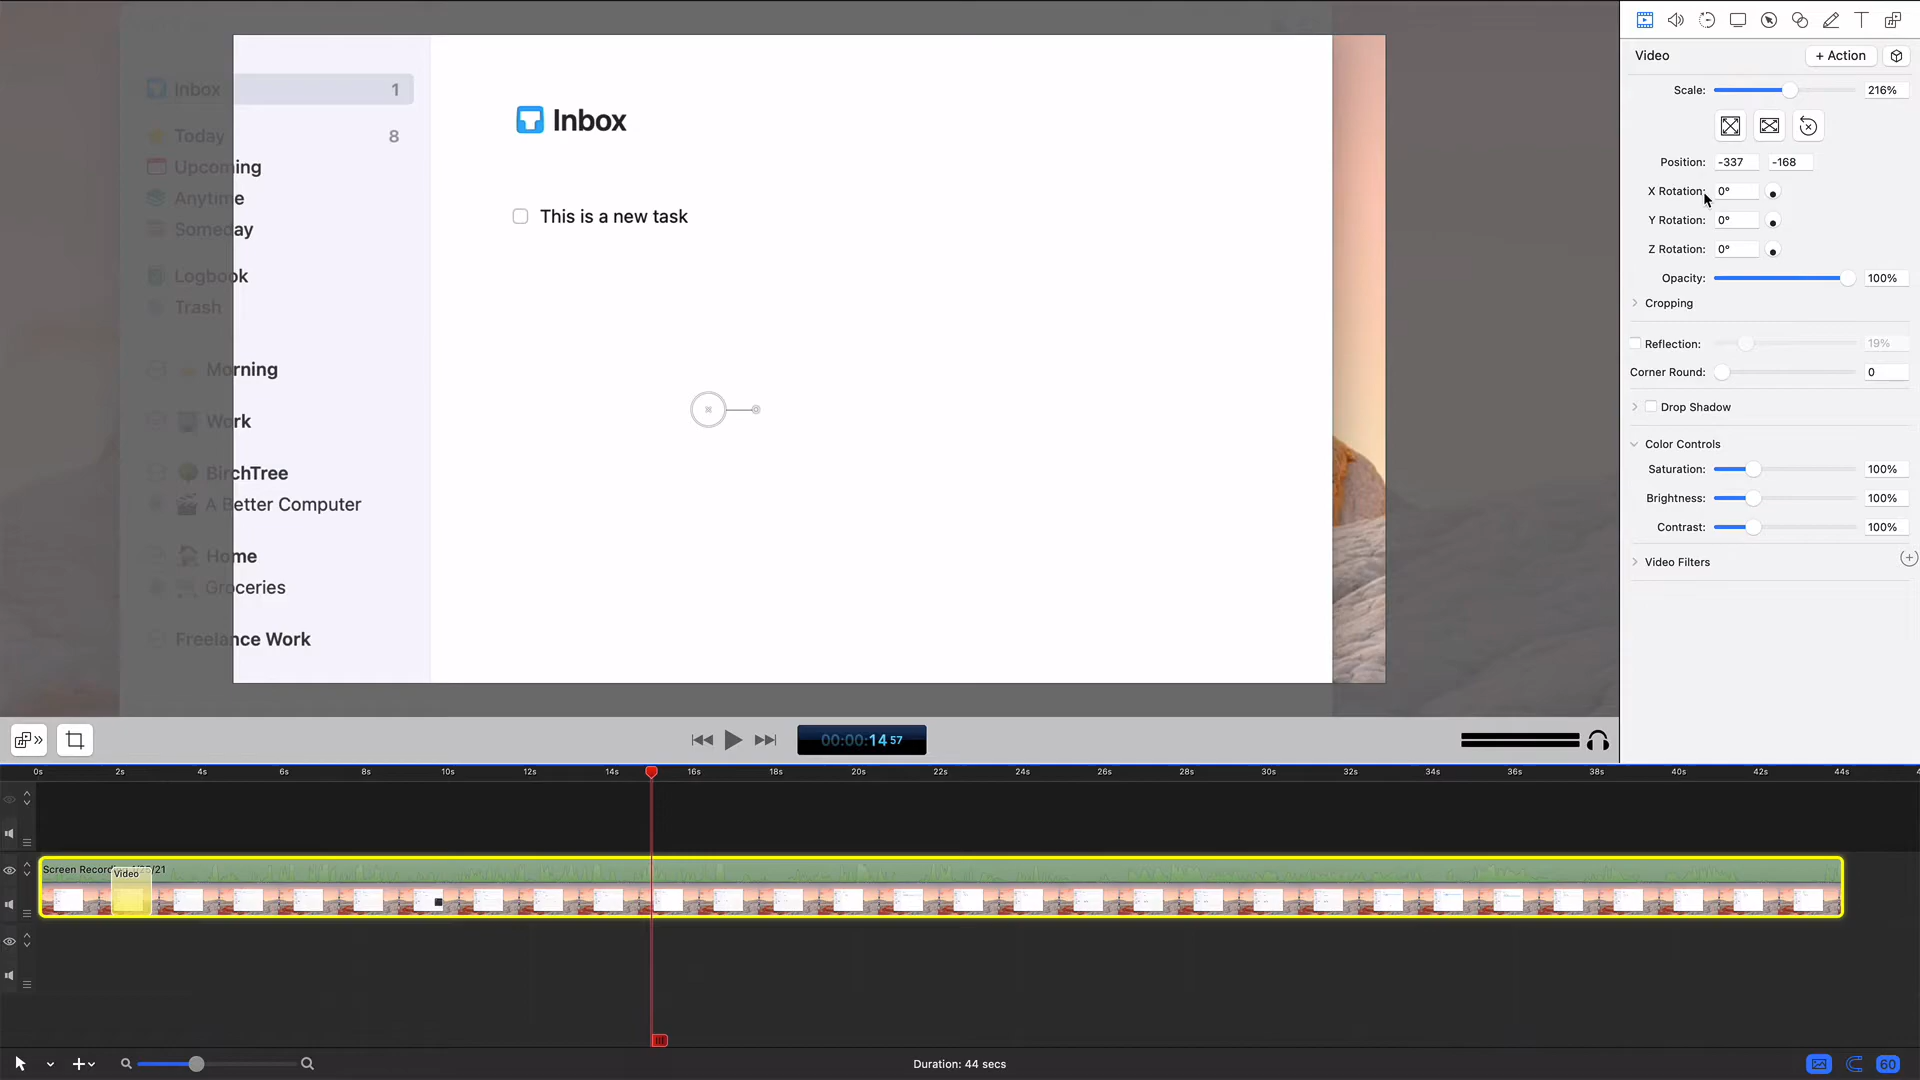 Inbox 1
Today 8
Upcoming
Anytime
Someday
Logbook
Trash
Morning
Work
BirchTree
A Better Computer
Home
Groceries
Freelance Work
Inbox
This is a new task
Video
+ Action
Scale: 216%
Position: -337 -168
X Rotation: 0°
Y Rotation: 0°
Z Rotation: 0°
Opacity: 100%
Cropping
Reflection: 19%
Corner Round: 0
Drop Shadow
Color Controls
Saturation: 100%
Brightness: 100%
Contrast: 100%
Video Filters
00:00:14 57
0s 2s 4s 6s 8s 10s 12s 14s 16s 18s 20s 22s 24s 26s 28s 30s 32s 34s 36s 38s 40s 42s 44s
Screen Record
/21
Video
Duration: 44 secs
60